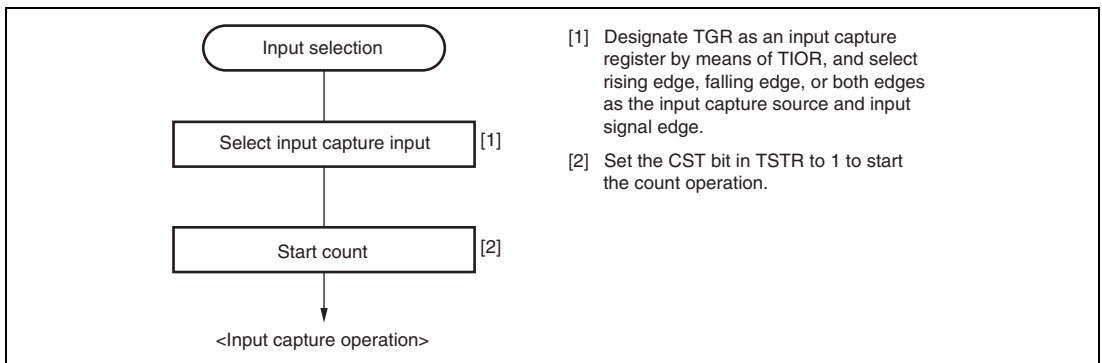 Input selection
Select input capture input
[1]
Start count
[2]
<Input capture operation>
[1] Designate TGR as an input capture
register by means of TIOR, and select
rising edge, falling edge, or both edges
as the input capture source and input
signal edge.
[2] Set the CST bit in TSTR to 1 to start
the count operation.